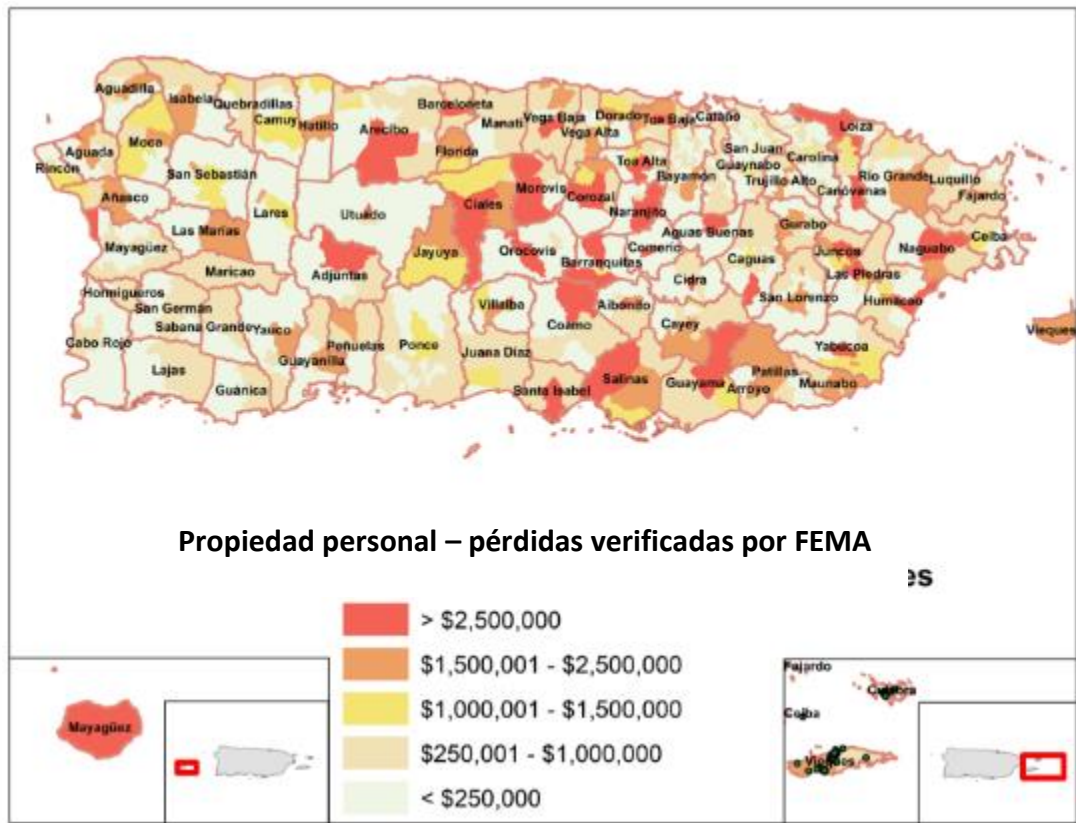 Aguadilla
Isabela
Quebradillas
Camuy
Hatillo
Arecibo
Barceloneta
Manatí
Florida
Vega Baja
Vega Alta
Dorado
Toa Baja
Cataño
San Juan
Guaynabo
Carolina
Trujillo Alto
Loíza
Canóvanas
Río Grande
Luquillo
Fajardo
Ceiba
Aguada
Rincón
Moca
San Sebastián
Añasco
Lares
Utuado
Ciales
Morovis
Corozal
Toa Alta
Bayamón
Naranjito
Las Marías
Mayagüez
Maricao
Adjuntas
Jayuya
Orocovis
Barranquitas
Comerío
Aguas Buenas
Caguas
Gurabo
Juncos
Las Piedras
Naguabo
Humacao
Hormigueros
San Germán
Sabana Grande
Yauco
Cabo Rojo
Lajas
Guánica
Guayanilla
Peñuelas
Ponce
Villalba
Juana Díaz
Coamo
Aibondo
Cidra
Cayey
San Lorenzo
Yabucoa
Santa Isabel
Salinas
Guayama
Arroyo
Patillas
Maunabo
Vieques
Propiedad personal – pérdidas verificadas por FEMA
es
> $2,500,000
$1,500,001 - $2,500,000
$1,000,001 - $1,500,000
$250,001 - $1,000,000
< $250,000
Mayagüez
Fajardo
Culebra
Ceiba
Vieques